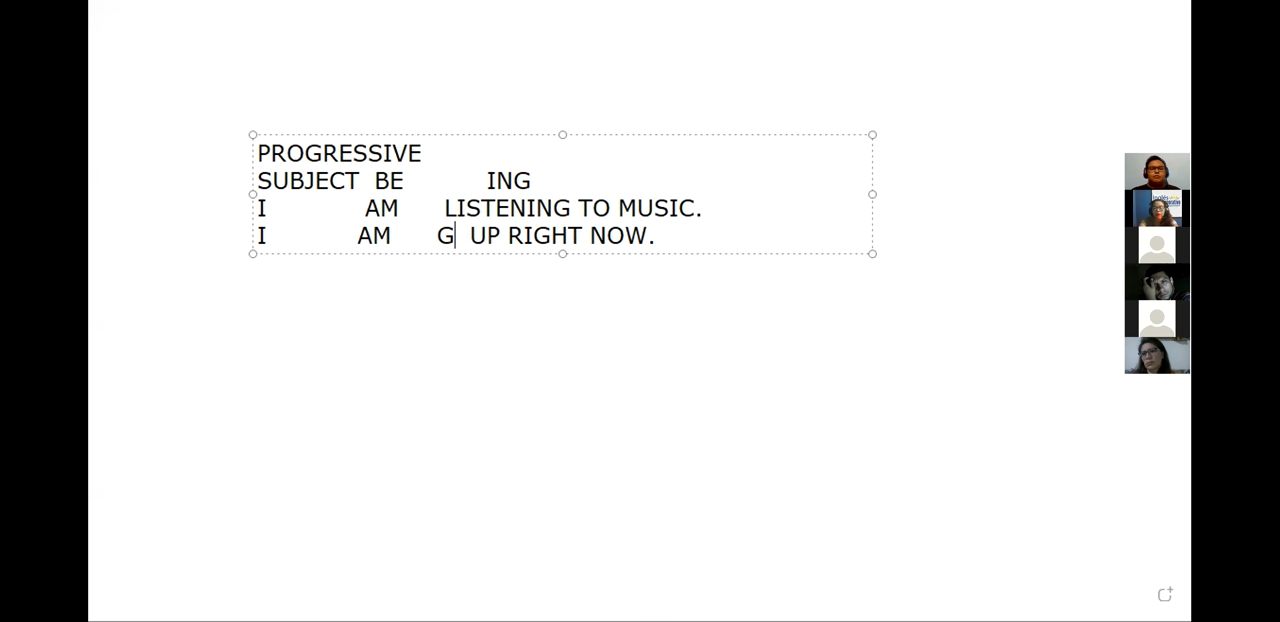 PROGRESSIVE
SUBJECT BE ING
I AM LISTENING TO MUSIC.
I AM G UP RIGHT NOW.